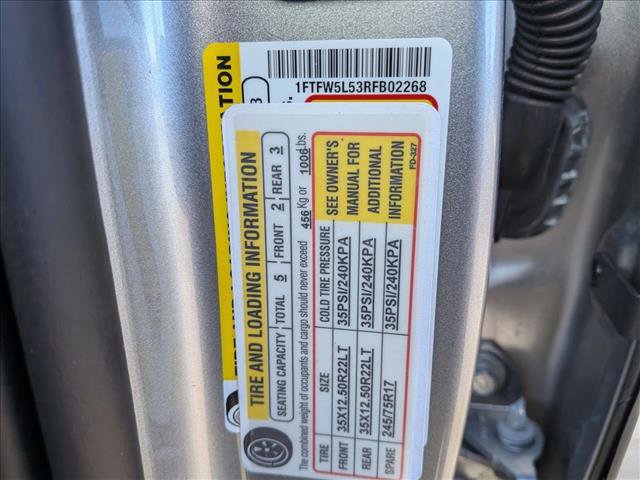 1FTFW5L53RFB02268
TION
TIRE AND LOADING INFORMATION
SEATING CAPACITY TOTAL 5 FRONT 2 REAR 3
The combined weight of occupants and cargo should never exceed 456 Kg or 1006 Lbs.
TIRE SIZE COLD TIRE PRESSURE SEE OWNER'S
FRONT 35X12.50R22LT 35PSI/240KPA MANUAL FOR
REAR 35X12.50R22LT 35PSI/240KPA ADDITIONAL
SPARE 245/75R17 35PSI/240KPA INFORMATION
FD-327